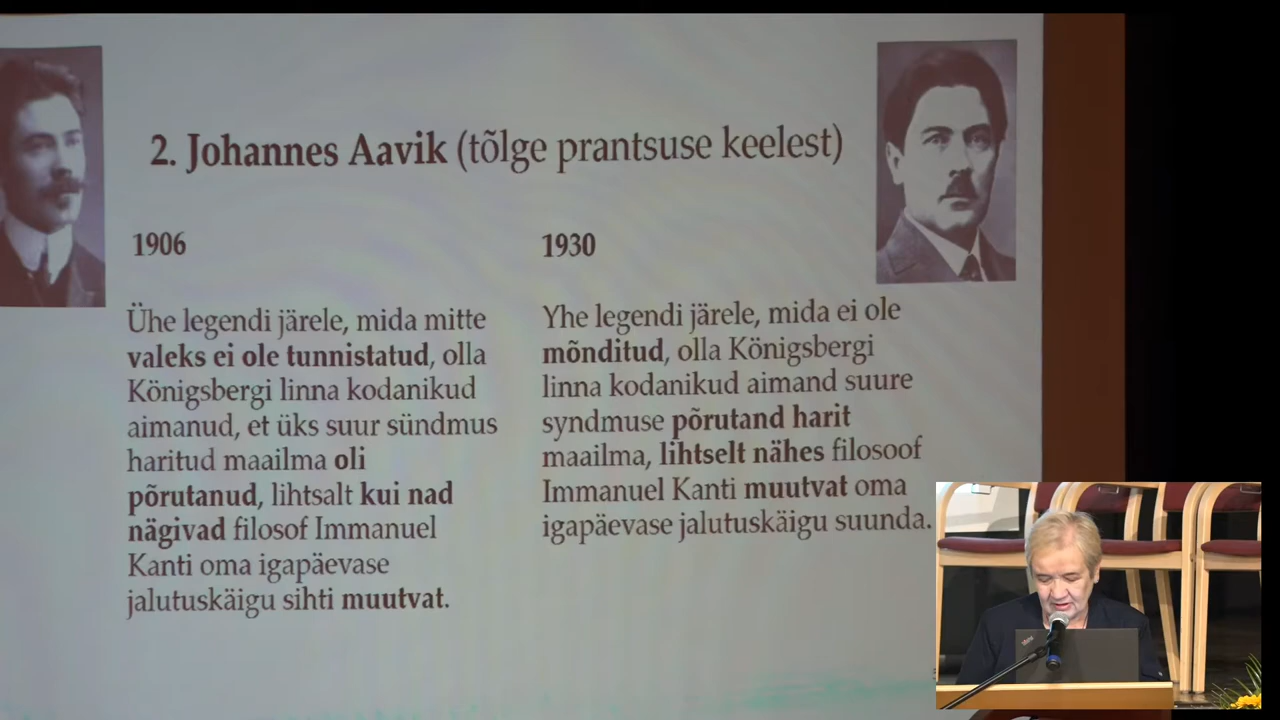 2. Johannes Aavik (tõlge prantsuse keelest)
1906
Ühe legendi järele, mida mitte
valeks ei ole tunnistatud, olla
Königsbergi linna kodanikud
aimanud, et üks suur sündmus
haritud maailma oli
põrutanud, lihtsalt kui nad
nägivad filosof Immanuel
Kanti oma igapäevase
jalutuskäigu sihti muutvat.
1930
Yhe legendi järele, mida ei ole
mõnditud, olla Königsbergi
linna kodanikud aimand suure
syndmuse põrutand harit
maailma, lihtselt nähes filosoof
Immanuel Kanti muutvat oma
igapäevase jalutuskäigu suunda.